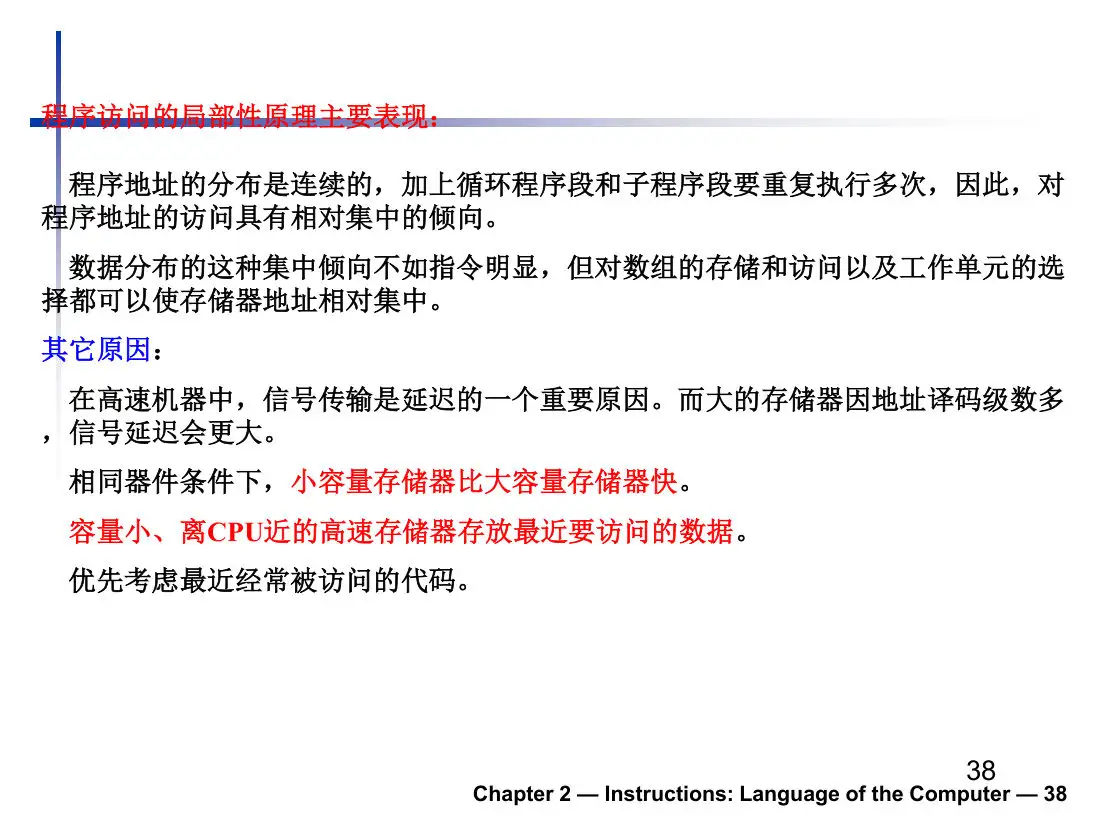 程序访问的局部性原理主要表现：
程序地址的分布是连续的，加上循环程序段和子程序段要重复执行多次，因此，对
程序地址的访问具有相对集中的倾向。
数据分布的这种集中倾向不如指令明显，但对数组的存储和访问以及工作单元的选
择都可以使存储器地址相对集中。
其它原因：
在高速机器中，信号传输是延迟的一个重要原因。而大的存储器因地址译码级数多
，信号延迟会更大。
相同器件条件下，小容量存储器比大容量存储器快。
容量小、离CPU近的高速存储器存放最近要访问的数据。
优先考虑最近经常被访问的代码。
38
Chapter 2 — Instructions: Language of the Computer — 38